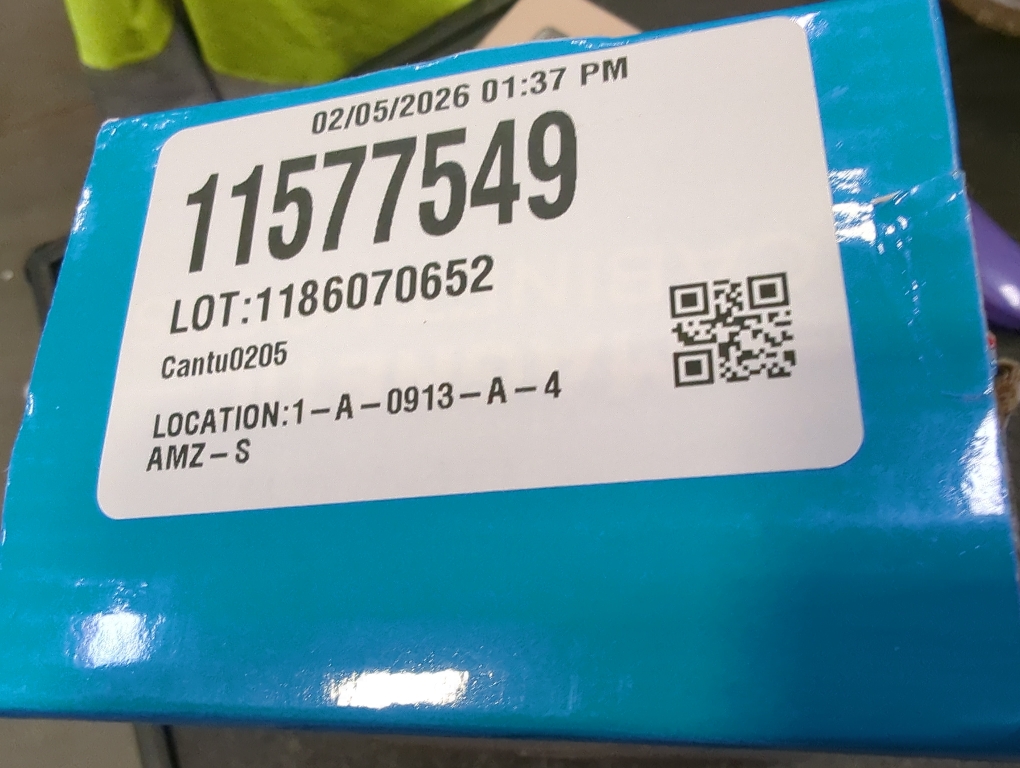 02/05/2026 01:37 PM
11577549
LOT:1186070652
Cantu0205
LOCATION:1-A-0913-A-4
AMZ-S